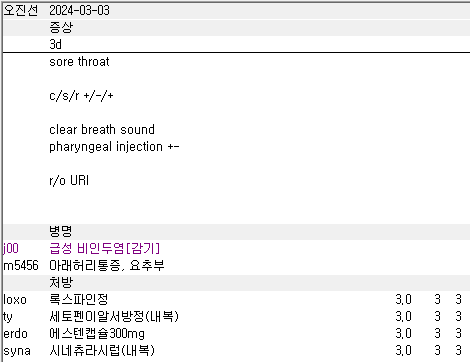 오진선 2024-03-03
증상
3d
sore throat
c/s/r +/-/+
clear breath sound
pharyngeal injection +-
r/o URI
병명
j00 급성 비인두염[감기]
m5456 아래허리통증, 요추부
처방
loxo 록스파인정 3,0 3 3
ty 세토펜이알서방정(내복) 3,0 3 3
erdo 에스텐캡슐300mg 3,0 3 3
syna 시네츄라시럽(내복) 3,0 3 3